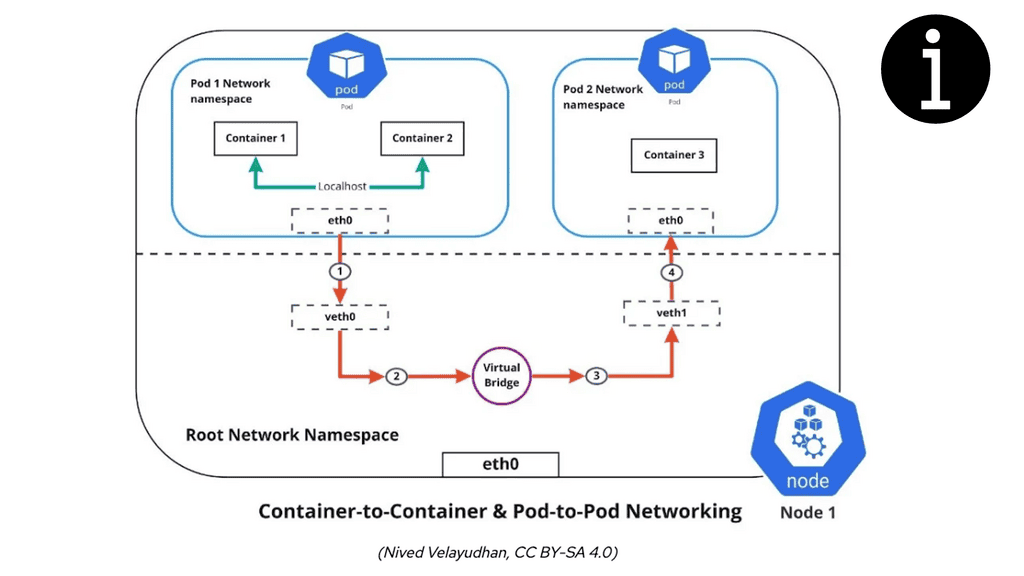 Pod 1 Network
namespace
pod
Pod
Container 1
Container 2
Localhost
eth0
Pod 2 Network
namespace
pod
Pod
Container 3
eth0
1
4
veth0
veth1
2
Virtual
Bridge
3
Root Network Namespace
eth0
node
Node 1
Container-to-Container & Pod-to-Pod Networking
(Nived Velayudhan, CC BY-SA 4.0)
i